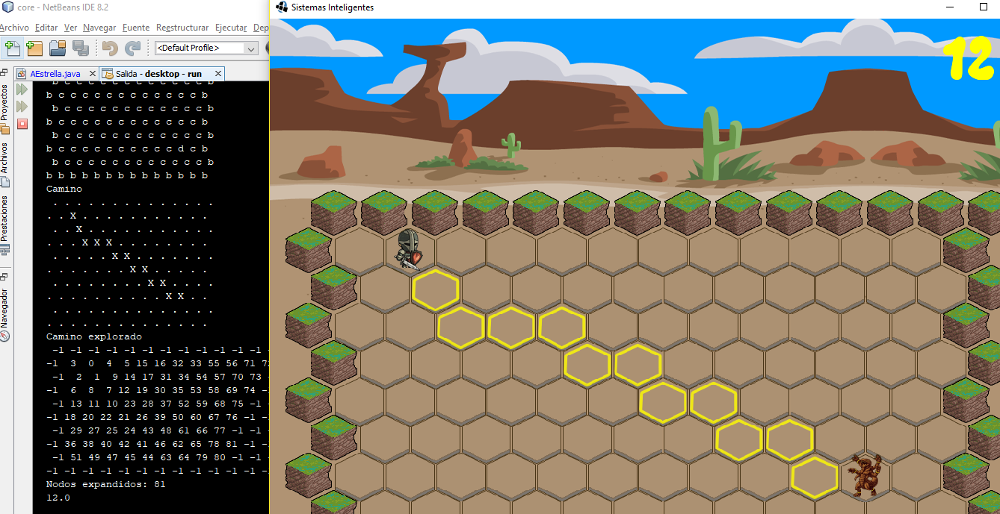 core - NetBeans IDE 8.2
Sistemas Inteligentes
Archivo Editar Ver Navegar Fuente Reestructurar Ejecutar Dep
<Default Profile>
AEstrella.java
Salida - desktop - run
Proyectos
Archivos
Prestaciones
Navegador
 b c c c c c c c c c c c c b
b c c c c c c c c c c c c b
 b c c c c c c c c c c c c b
b c c c c c c c c c c c c b
 b c c c c c c c c c c c c b
b c c c c c c c c c c d c b
 b c c c c c c c c c c c c b
b b b b b b b b b b b b b b
Camino
 . . . . . . . . . . . . . .
. . X . . . . . . . . . . .
 . . X . . . . . . . . . . .
. . . X X X . . . . . . . .
 . . . . . X X . . . . . . .
. . . . . . . X X . . . . .
 . . . . . . . . X X . . . .
. . . . . . . . . . X X . .
 . . . . . . . . . . . . . .
. . . . . . . . . . . . . .
Camino explorado
 -1 -1 -1 -1 -1 -1 -1 -1 -1 -1 -1 -1
-1 3 0 4 5 15 16 32 33 55 56 71 7
 -1 2 1 9 14 17 31 34 54 57 70 73
-1 6 8 7 12 19 30 35 53 58 69 74
 -1 13 11 10 23 28 37 52 59 68 75 -1
-1 18 20 22 21 26 39 50 60 67 76 -1
 -1 29 27 25 24 43 48 61 66 77 -1 -1
-1 36 38 40 42 41 46 62 65 78 81 -1
 -1 51 49 47 45 44 63 64 79 80 -1 -1
-1 -1 -1 -1 -1 -1 -1 -1 -1 -1 -1 -1
Nodos expandidos: 81
12.0
12